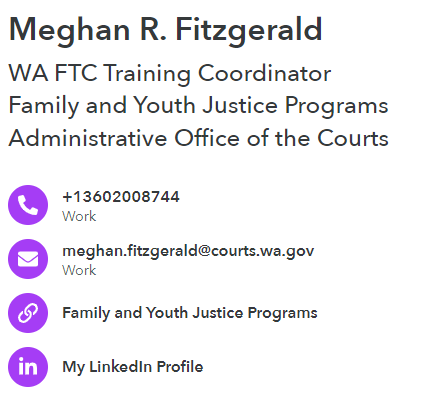 Meghan R. Fitzgerald
WA FTC Training Coordinator
Family and Youth Justice Programs
Administrative Office of the Courts
+13602008744
Work
meghan.fitzgerald@courts.wa.gov
Work
Family and Youth Justice Programs
in
My LinkedIn Profile